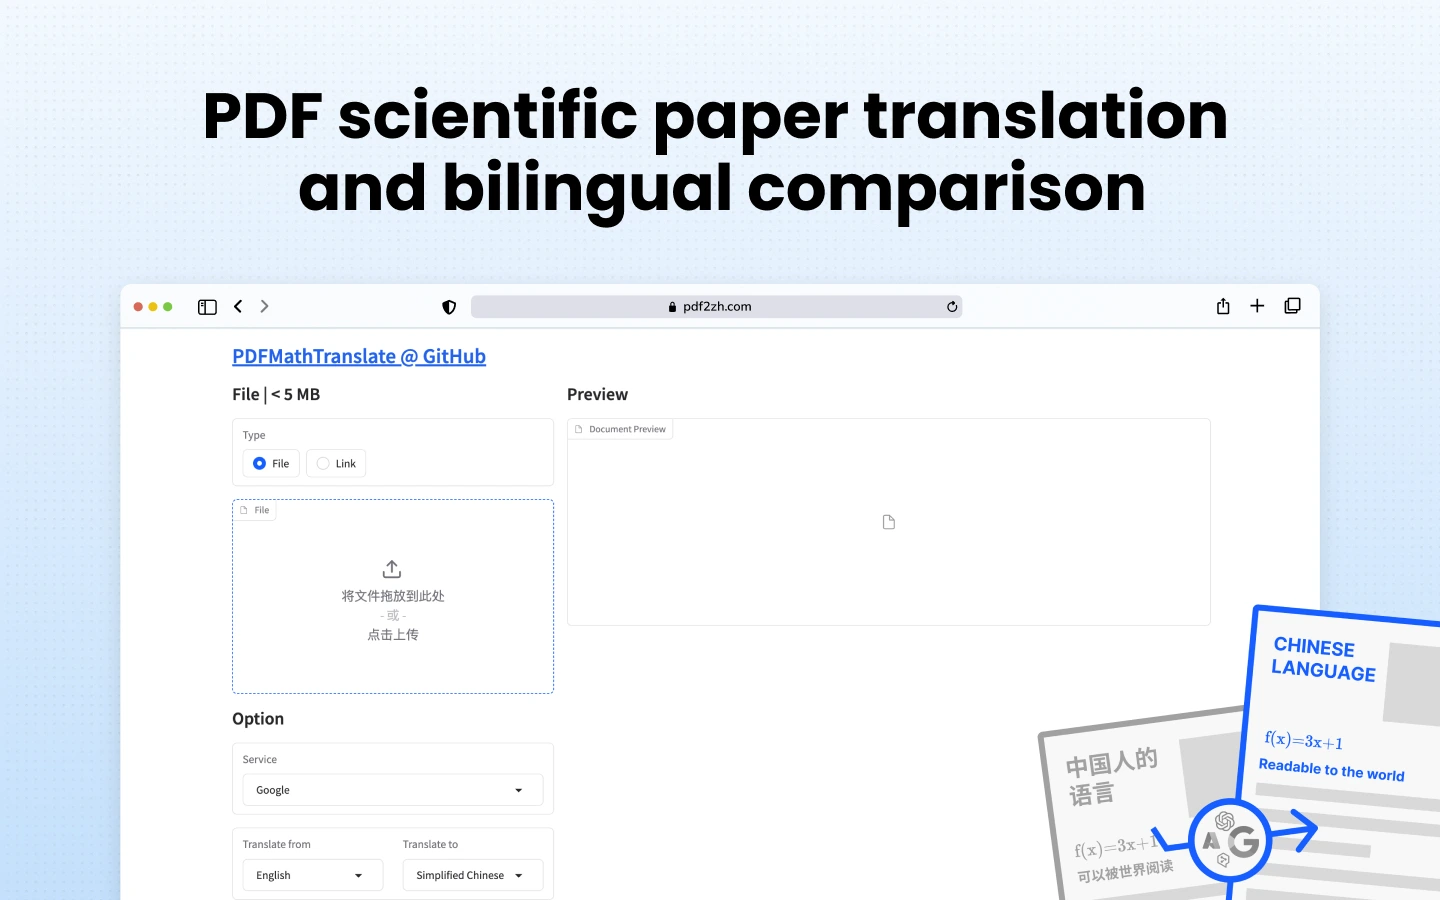 PDF scientific paper translation
and bilingual comparison
pdf2zh.com
PDFMathTranslate @ GitHub
File | < 5 MB
Preview
Type
File
Link
Document Preview
File
将文件拖放到此处
- 或 -
点击上传
Option
Service
Google
Translate from
Translate to
English
Simplified Chinese
中国人的
语言
f(x)=3x+1
可以被世界阅读
CHINESE
LANGUAGE
f(x)=3x+1
Readable to the world
A G